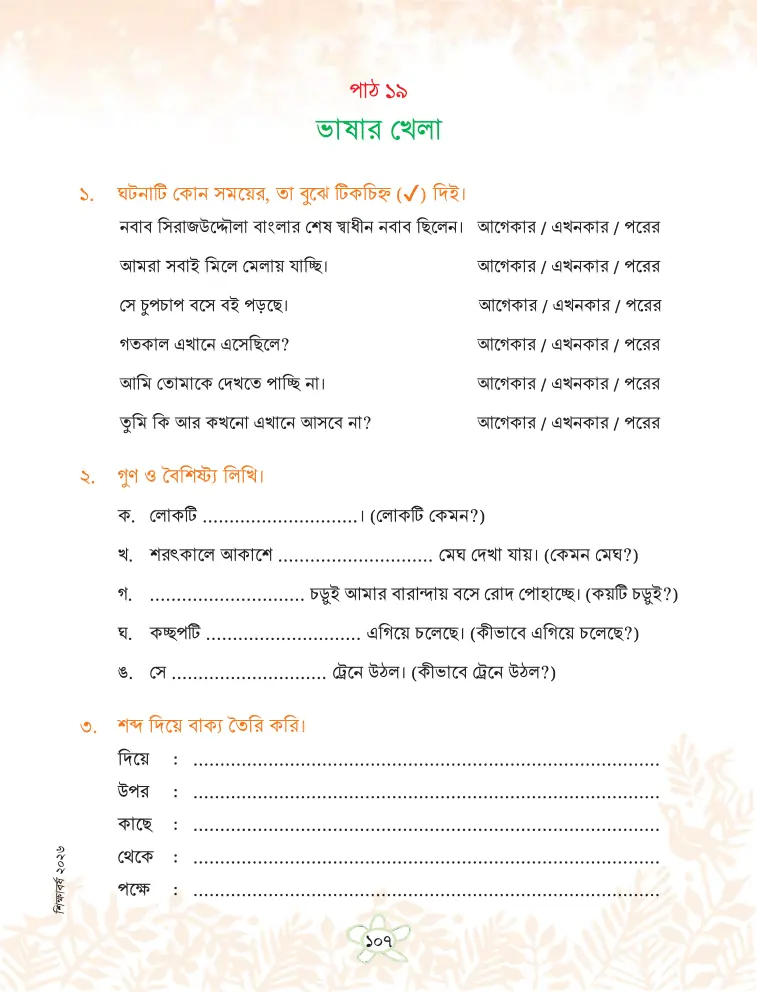 পাঠ ১৯
ভাষার খেলা
১. ঘটনাটি কোন সময়ের, তা বুঝে টিকচিহ্ন (✓) দিই।
নবাব সিরাজউদ্দৌলা বাংলার শেষ স্বাধীন নবাব ছিলেন। আগেকার / এখনকার / পরের
আমরা সবাই মিলে মেলায় যাচ্ছি। আগেকার / এখনকার / পরের
সে চুপচাপ বসে বই পড়ছে। আগেকার / এখনকার / পরের
গতকাল এখানে এসেছিলে? আগেকার / এখনকার / পরের
আমি তোমাকে দেখতে পাচ্ছি না। আগেকার / এখনকার / পরের
তুমি কি আর কখনো এখানে আসবে না? আগেকার / এখনকার / পরের
২. গুণ ও বৈশিষ্ট্য লিখি।
ক. লোকটি .............................। (লোকটি কেমন?)
খ. শরৎকালে আকাশে ............................. মেঘ দেখা যায়। (কেমন মেঘ?)
গ. ............................. চড়ুই আমার বারান্দায় বসে রোদ পোহাচ্ছে। (কয়টি চড়ুই?)
ঘ. কচ্ছপটি ............................. এগিয়ে চলেছে। (কীভাবে এগিয়ে চলেছে?)
ঙ. সে ............................. ট্রেনে উঠল। (কীভাবে ট্রেনে উঠল?)
৩. শব্দ দিয়ে বাক্য তৈরি করি।
দিয়ে : .......................................................................................
উপর : .......................................................................................
কাছে : .......................................................................................
থেকে : .......................................................................................
পক্ষে : .......................................................................................
শিক্ষাবর্ষ ২০২৬
১০৭